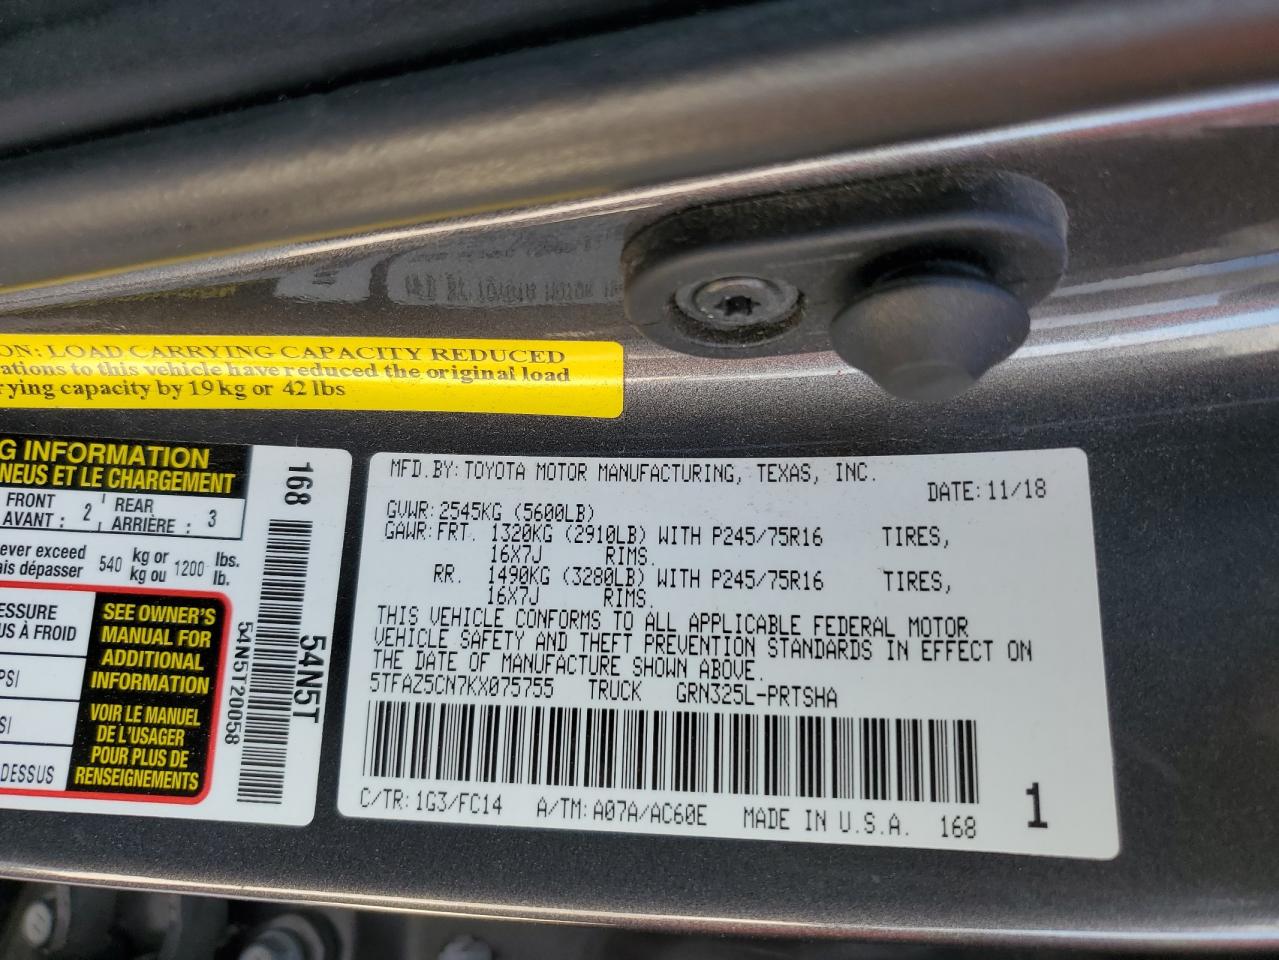 ON: LOAD CARRYING CAPACITY REDUCED
ations to this vehicle have reduced the original load
rying capacity by 19 kg or 42 lbs
G INFORMATION
NEUS ET LE CHARGEMENT
FRONT
AVANT : 2
REAR
ARRIÈRE : 3
ever exceed
ais dépasser 540 kg or
kg ou 1200 lbs.
lb.
ESSURE
US À FROID
PSI
SI
DESSUS
SEE OWNER'S
MANUAL FOR
ADDITIONAL
INFORMATION
VOIR LE MANUEL
DE L'USAGER
POUR PLUS DE
RENSEIGNEMENTS
168
54N5T20058
54N5T
MFD.BY:TOYOTA MOTOR MANUFACTURING, TEXAS, INC.
DATE:11/18
GVWR:2545KG (5600LB)
GAWR:FRT. 1320KG (2910LB) WITH P245/75R16 TIRES,
16X7J RIMS.
RR. 1490KG (3280LB) WITH P245/75R16 TIRES,
16X7J RIMS.
THIS VEHICLE CONFORMS TO ALL APPLICABLE FEDERAL MOTOR
VEHICLE SAFETY AND THEFT PREVENTION STANDARDS IN EFFECT ON
THE DATE OF MANUFACTURE SHOWN ABOVE.
5TFAZ5CN7KX075755 TRUCK GRN325L-PRTSHA
C/TR:1G3/FC14 A/TM:A07A/AC60E MADE IN U.S.A. 168
1